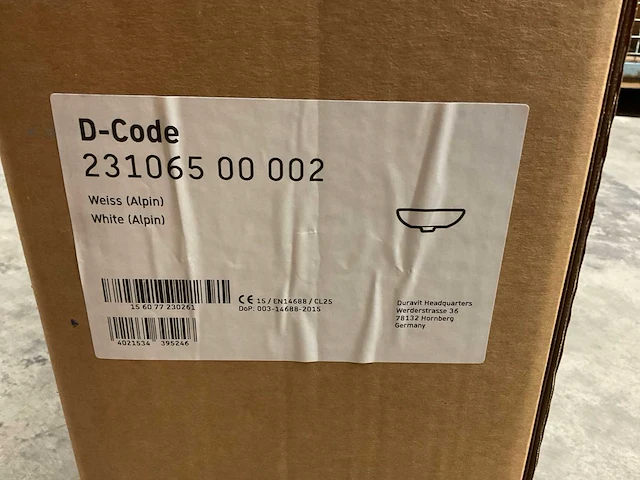 D-Code
231065 00 002
Weiss (Alpin)
White (Alpin)
15 60 77 230261
CE 15 / EN14688 / CL25
DoP: 003-14688-2015
4021534 395246
Duravit Headquarters
Werderstrasse 36
78132 Hornberg
Germany